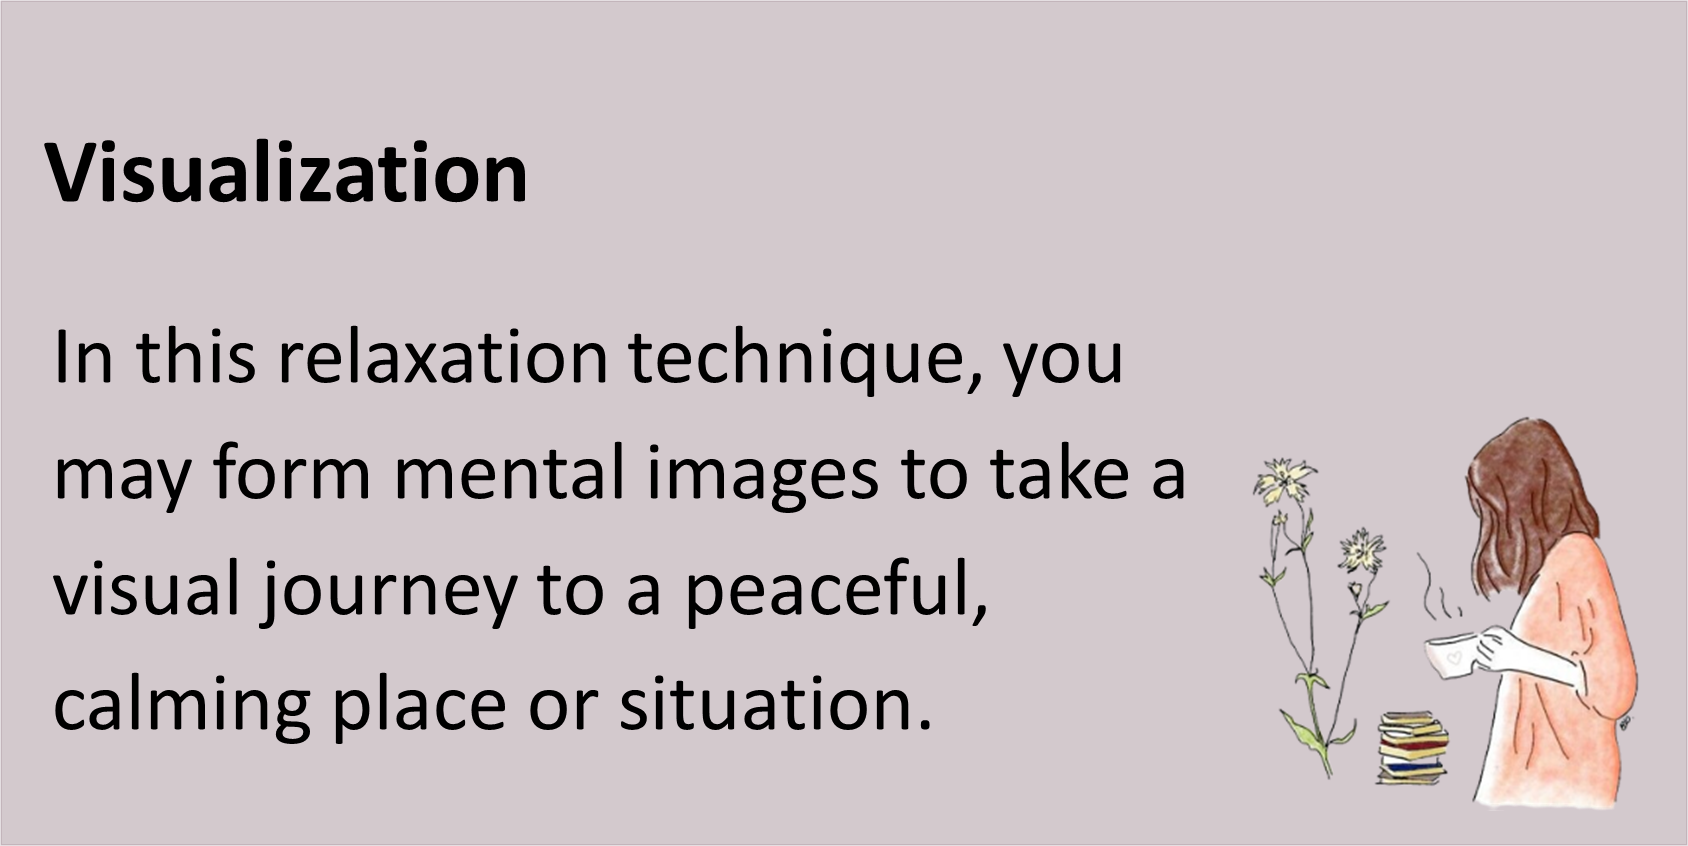 Visualization
In this relaxation technique, you
may form mental images to take a
visual journey to a peaceful,
calming place or situation.